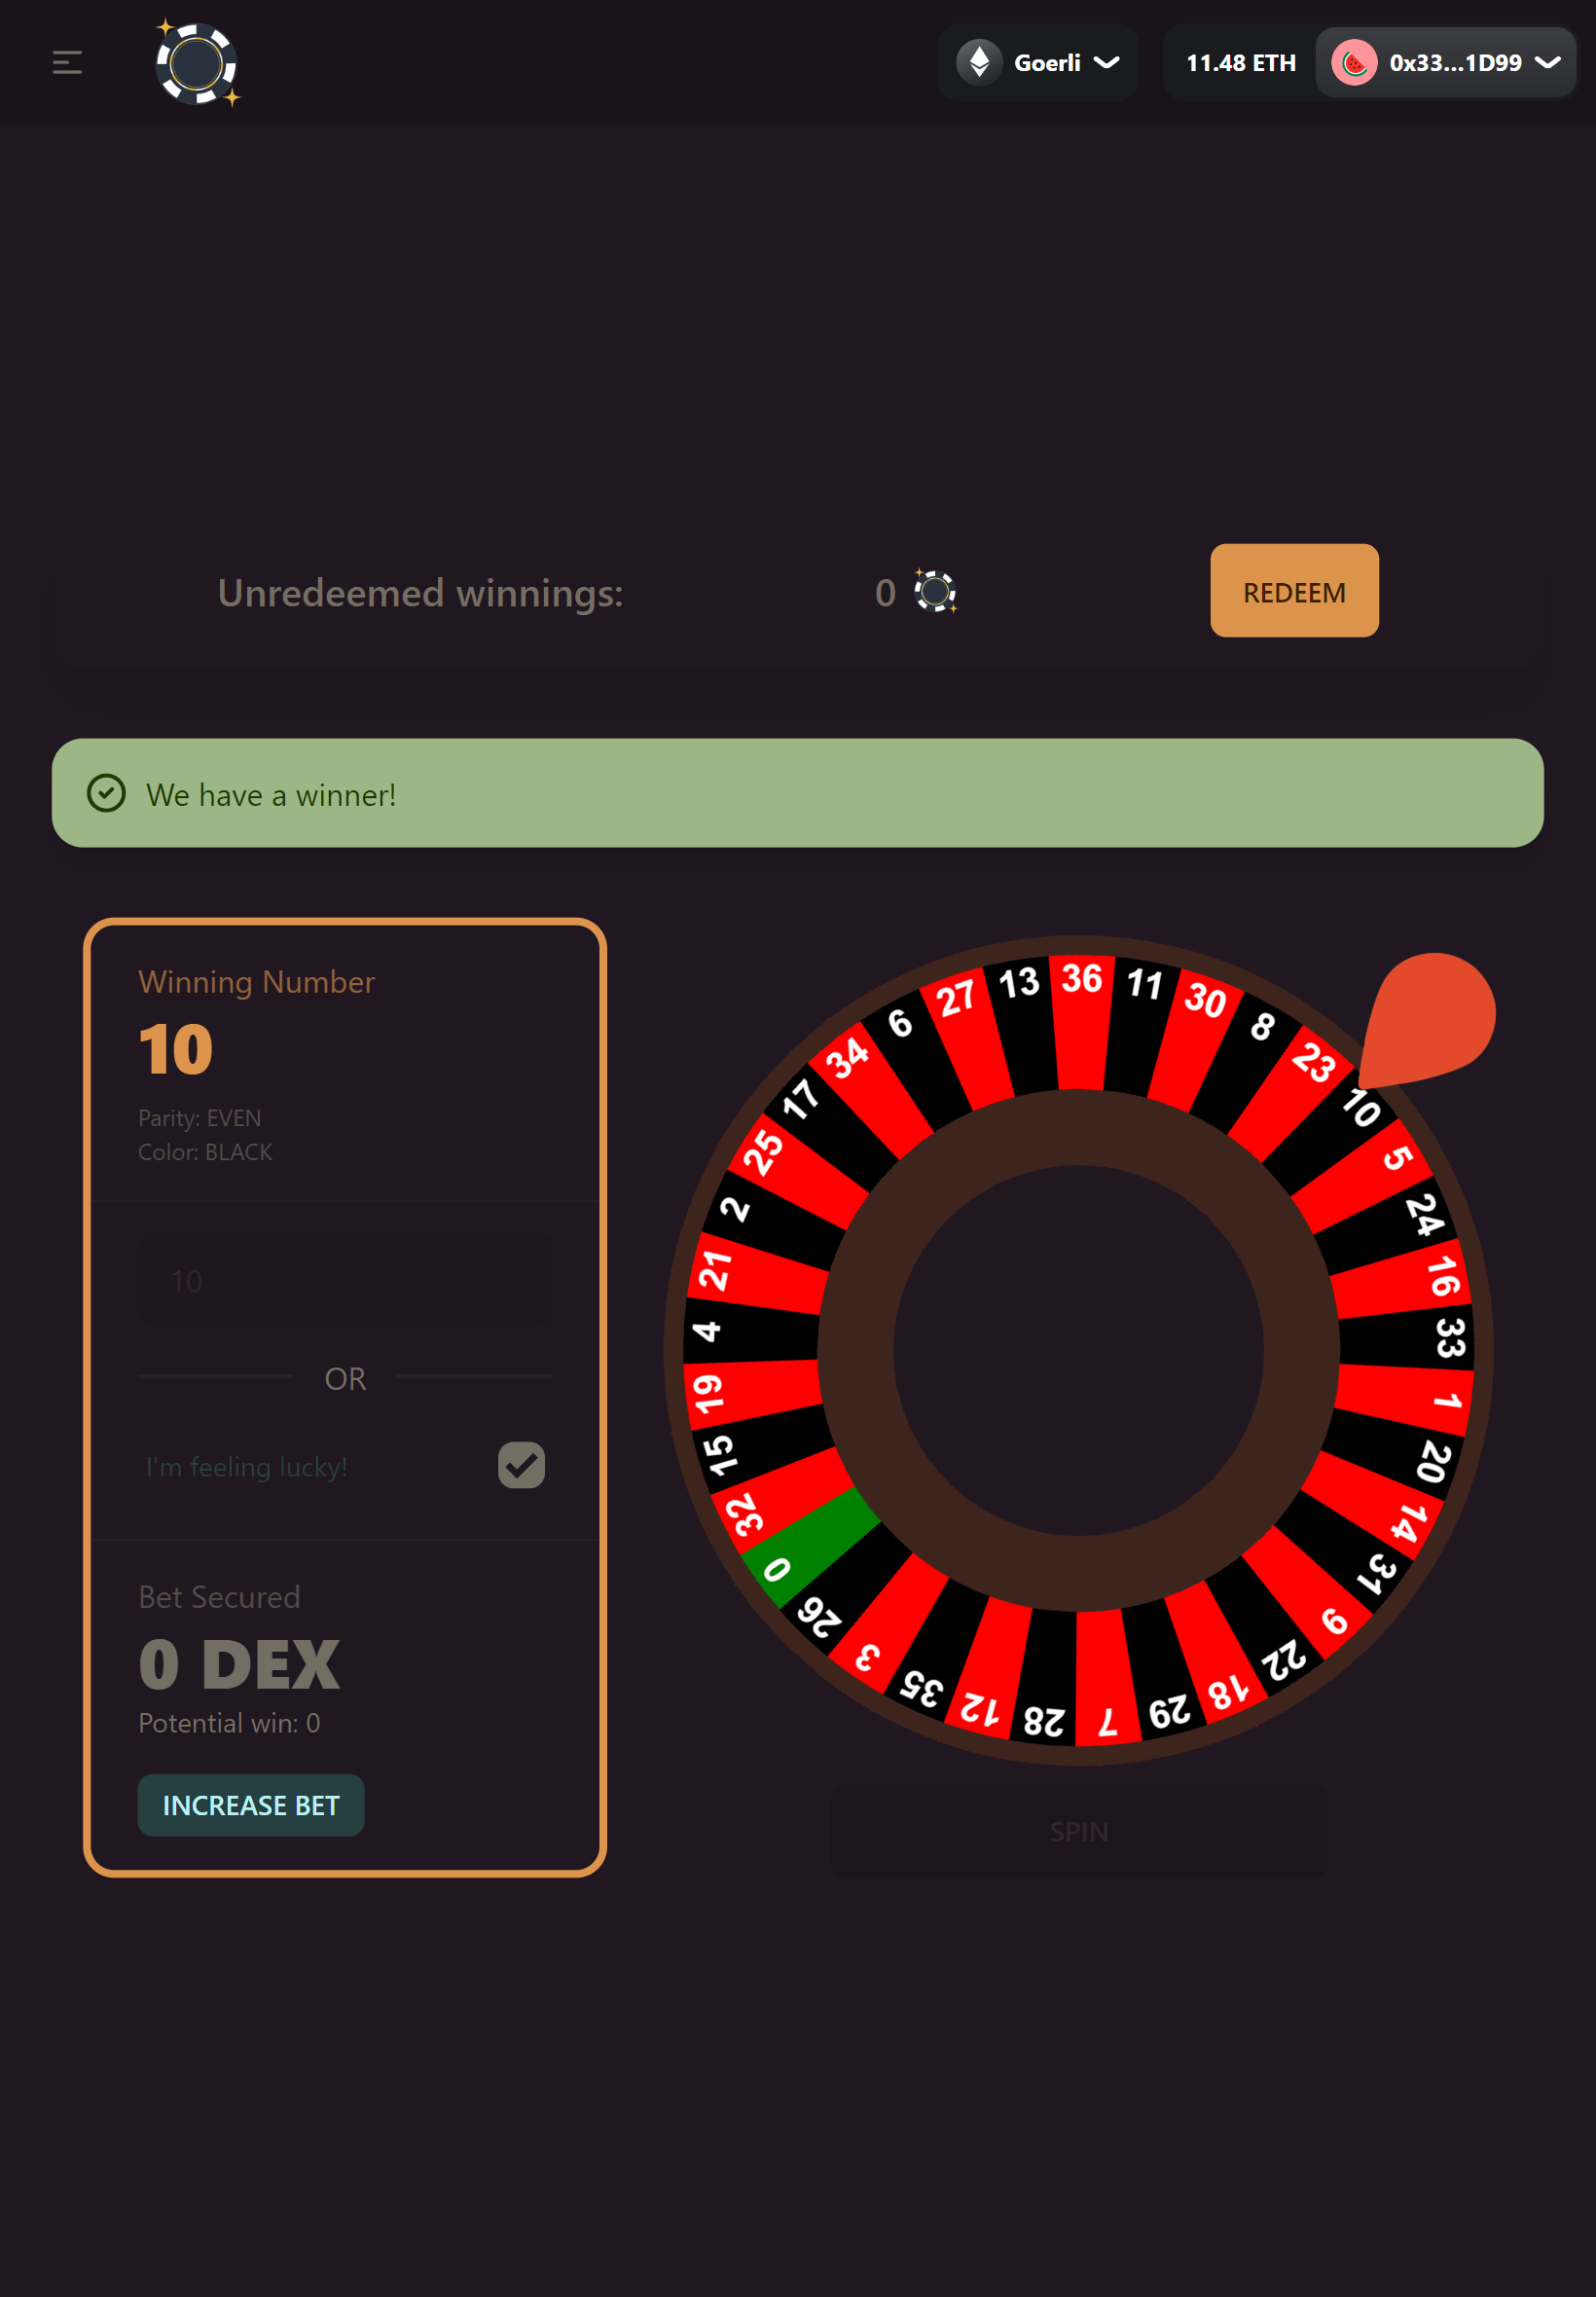 Goerli
11.48 ETH
0x33...1D99
Unredeemed winnings:
0
REDEEM
We have a winner!
Winning Number
10
Parity: EVEN
Color: BLACK
10
OR
I'm feeling lucky!
Bet Secured
0 DEX
Potential win: 0
INCREASE BET
36
11
30
8
23
10
5
24
16
33
1
20
14
31
9
22
18
29
7
28
12
35
3
26
0
32
15
19
4
21
2
25
17
34
6
27
13
SPIN